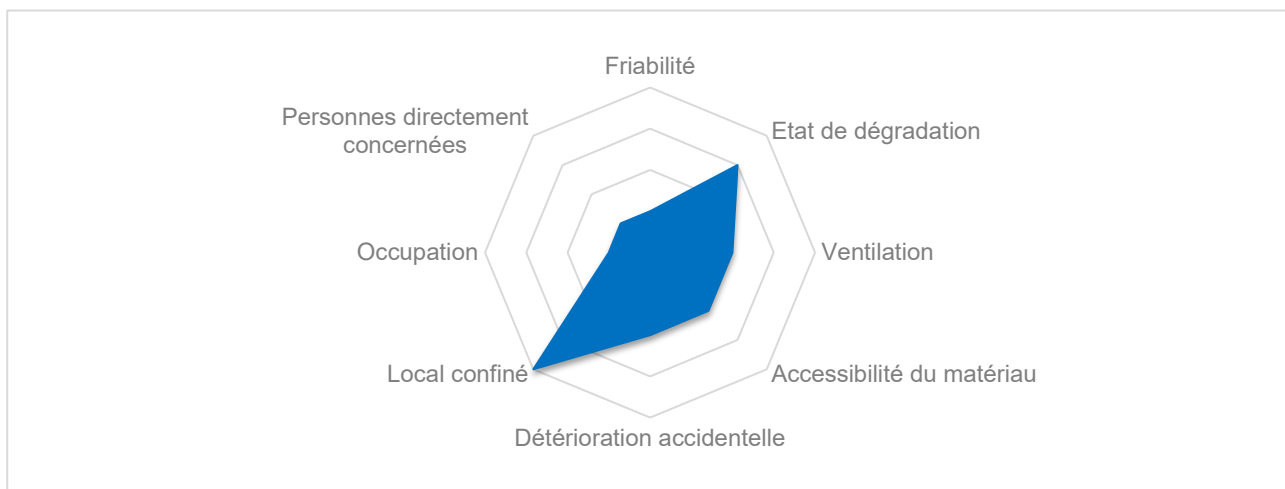 Friabilité
Personnes directement
concernées
Etat de dégradation
Occupation
Ventilation
Local confiné
Accessibilité du matériau
Détérioration accidentelle